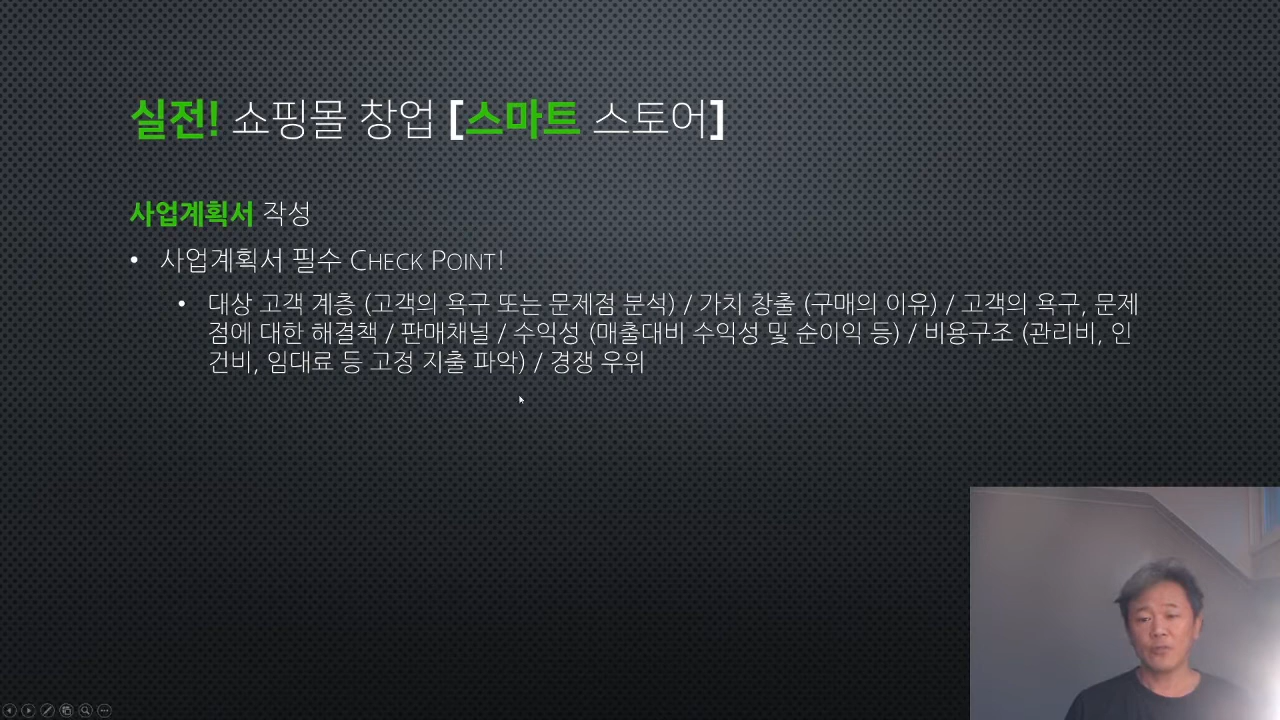 실전! 쇼핑몰 창업 [스마트 스토어]
사업계획서 작성
• 사업계획서 필수 CHECK POINT!
• 대상 고객 계층 (고객의 욕구 또는 문제점 분석) / 가치 창출 (구매의 이유) / 고객의 욕구, 문제
점에 대한 해결책 / 판매채널 / 수익성 (매출대비 수익성 및 순이익 등) / 비용구조 (관리비, 인
건비, 임대료 등 고정 지출 파악) / 경쟁 우위